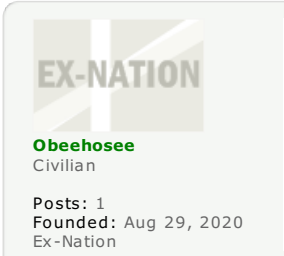 EX-NATION
Obeehosee
Civilian
Posts: 1
Founded: Aug 29, 2020
Ex-Nation